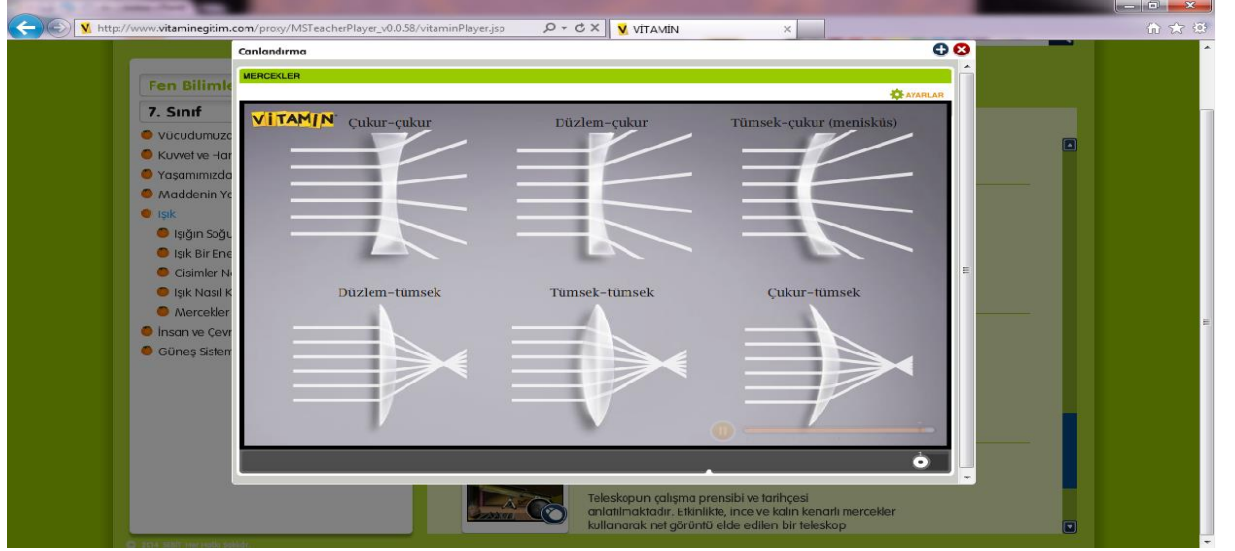 http://www.vitaminegitim.com/proxy/MSTeacherPlayer_v0.0.58/vitaminPlayer.jsp
VİTAMİN
Canlandırma
MERCEKLER
AYARLAR
VİTAMİN
Çukur-çukur
Düzlem-çukur
Tümsek-çukur (menisküs)
Düzlem-tümsek
Tümsek-tümsek
Çukur-tümsek
Fen Bilimle
7. Sınıf
Vücudumuzd
Kuvvet ve Har
Yaşamımızda
Maddenin Ya
Işık
Işığın Soğu
Işık Bir Ene
Cisimler N
Işık Nasıl K
Mercekler
İnsan ve Çevr
Güneş Sistem
Teleskopun çalışma prensibi ve tarihçesi
anlatılmaktadır. Etkinlikte, ince ve kalın kenarlı mercekler
kullanarak net görüntü elde edilen bir teleskop